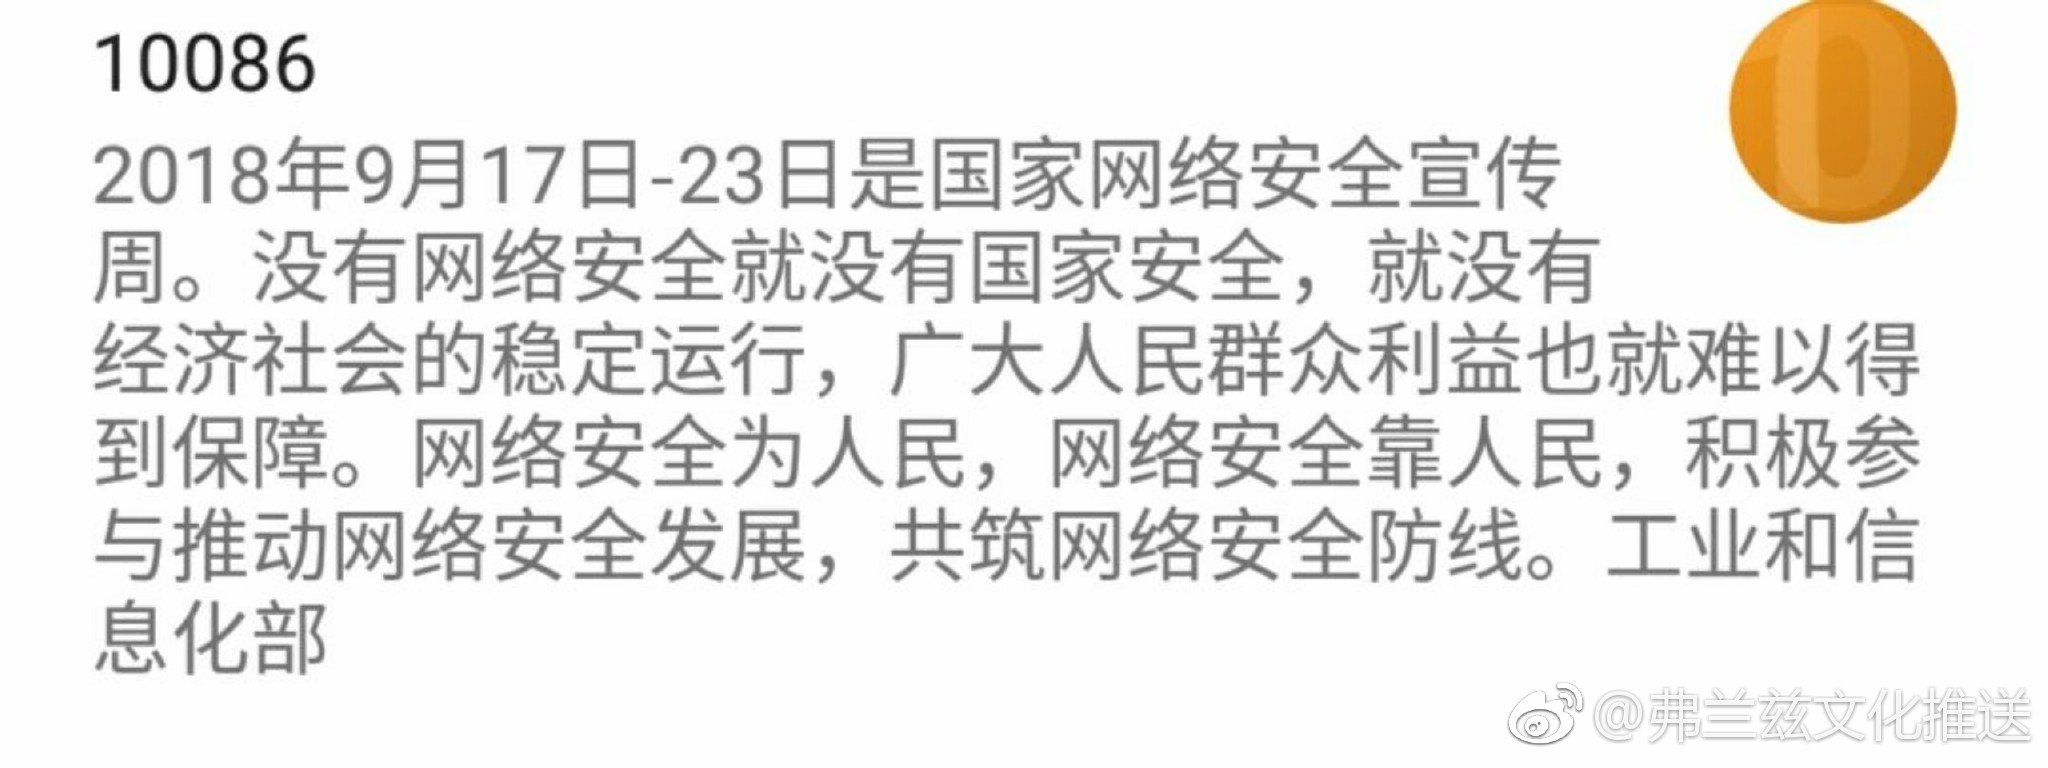 10086
2018年9月17日-23日是国家网络安全宣传
周。没有网络安全就没有国家安全，就没有
经济社会的稳定运行，广大人民群众利益也就难以得
到保障。网络安全为人民，网络安全靠人民，积极参
与推动网络安全发展，共筑网络安全防线。工业和信
息化部
10
@弗兰兹文化推送